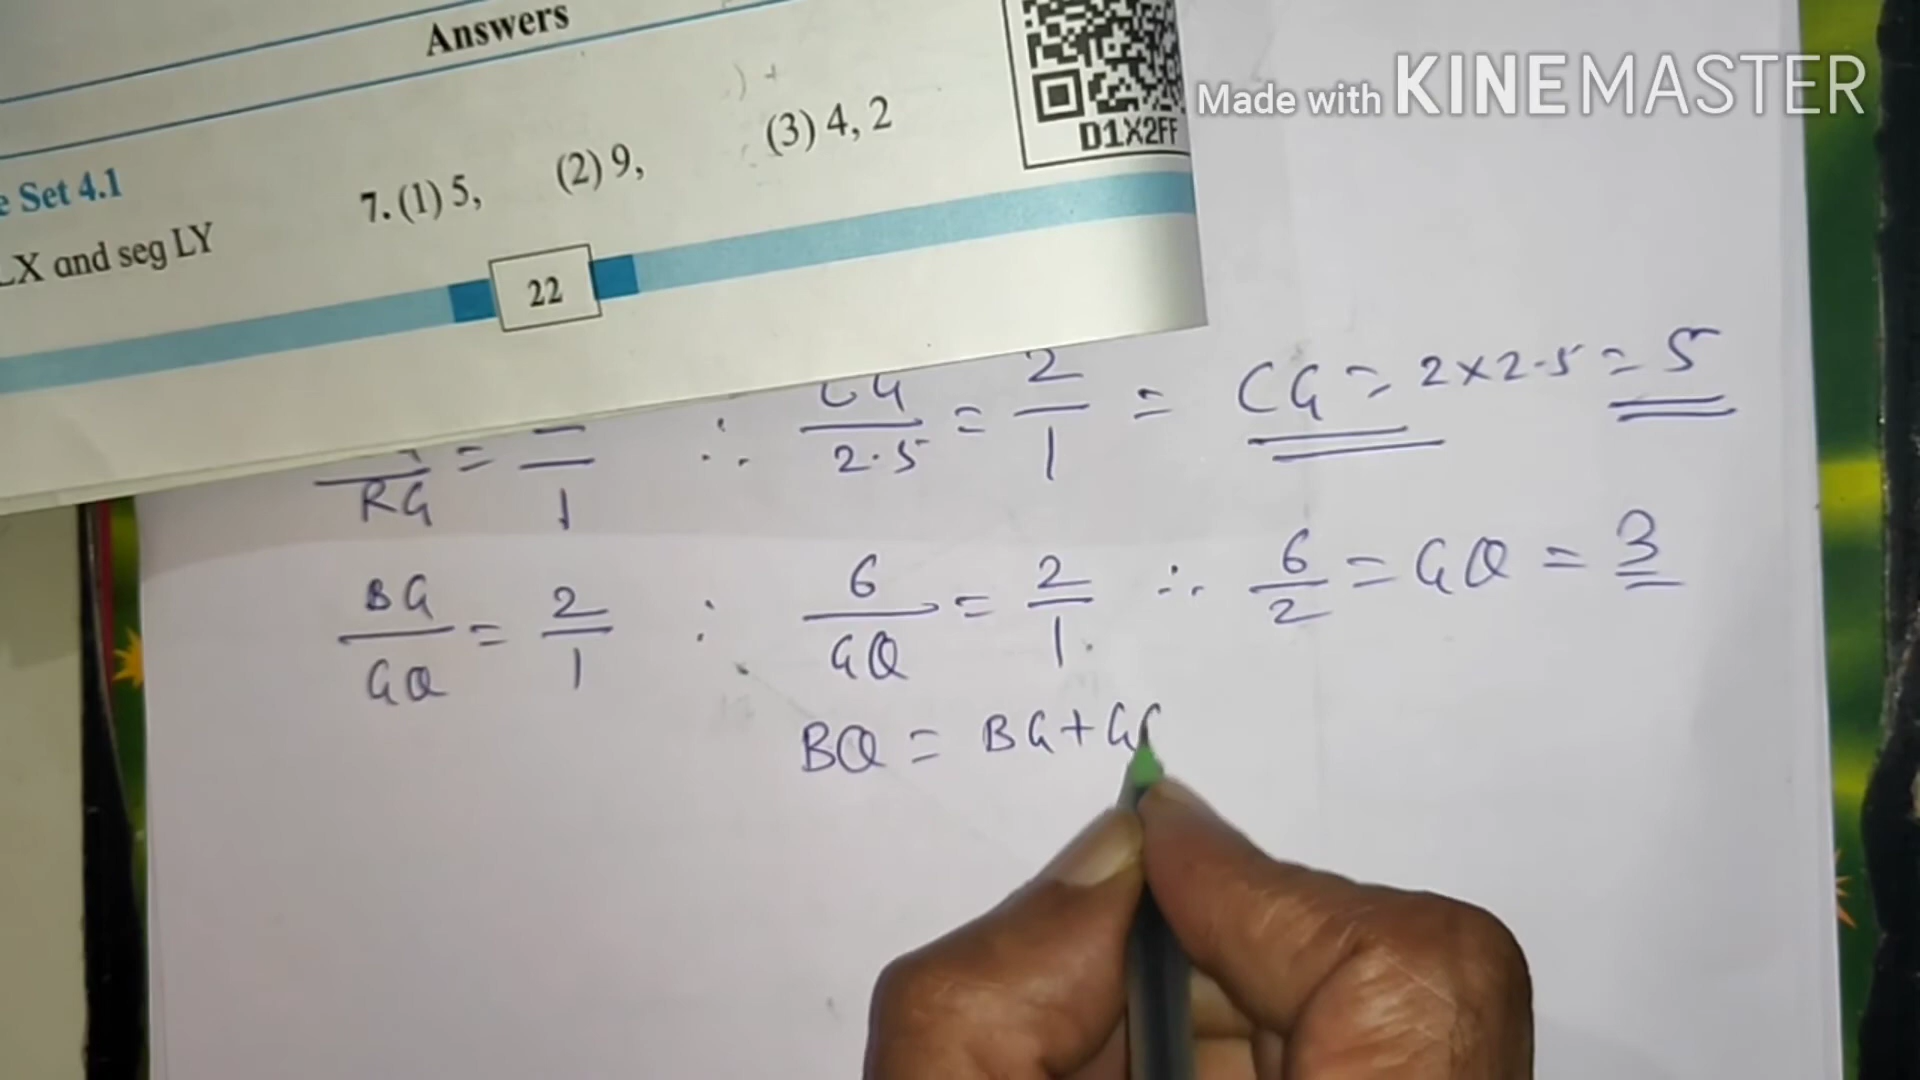 Answers
Made with KINEMASTER
D1X2FF
Set 4.1
7. (1) 5, (2) 9, (3) 4, 2
X and seg LY
22
CG / 2.5 = 2 / 1 = CG = 2 × 2.5 = 5
RG = 1
BG / GQ = 2 / 1 : 6 / GQ = 2 / 1 ∴ 6 / 2 = GQ = 3
BQ = BG + G